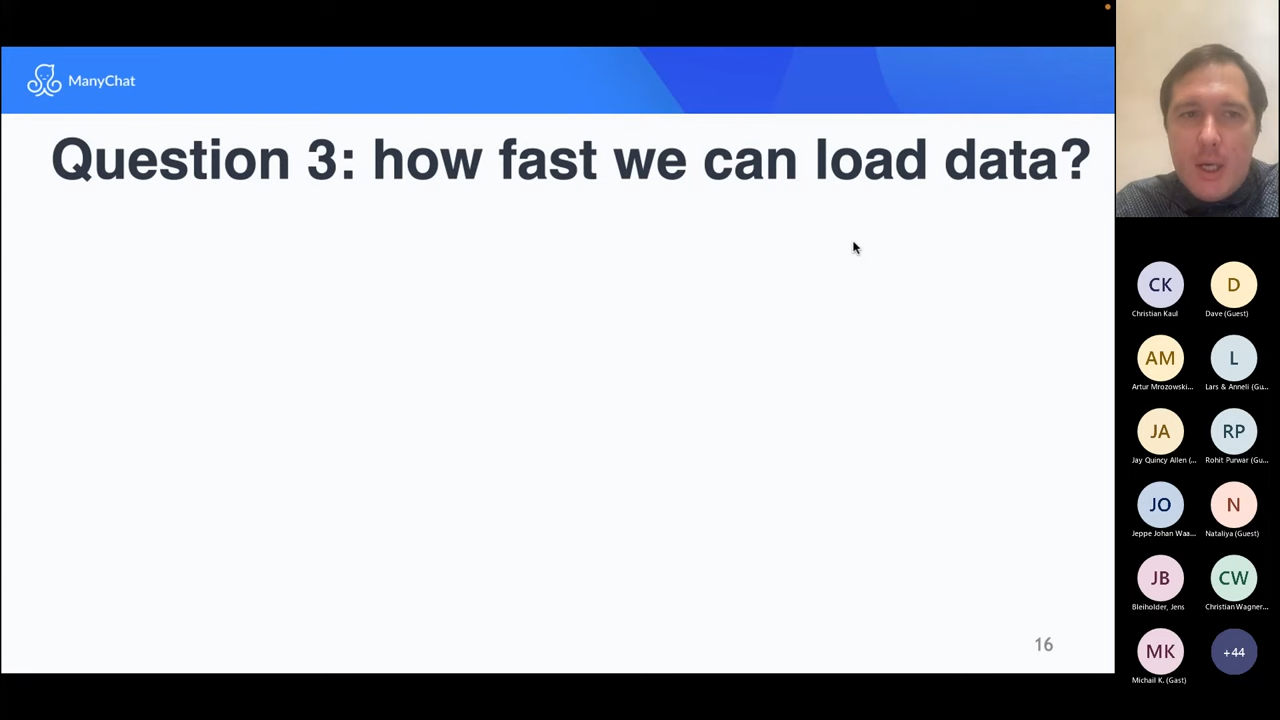 ManyChat
Question 3: how fast we can load data?
16
CK
Christian Kaul
D
Dave (Guest)
AM
Artur Mrozowski...
L
Lars & Anneli (Gu...
JA
Jay Quincy Allen (...
RP
Rohit Purwar (Gu...
JO
Jeppe Johan Waa...
N
Nataliya (Guest)
JB
Bleiholder, Jens
CW
Christian Wagner...
MK
Michail K. (Gast)
+44